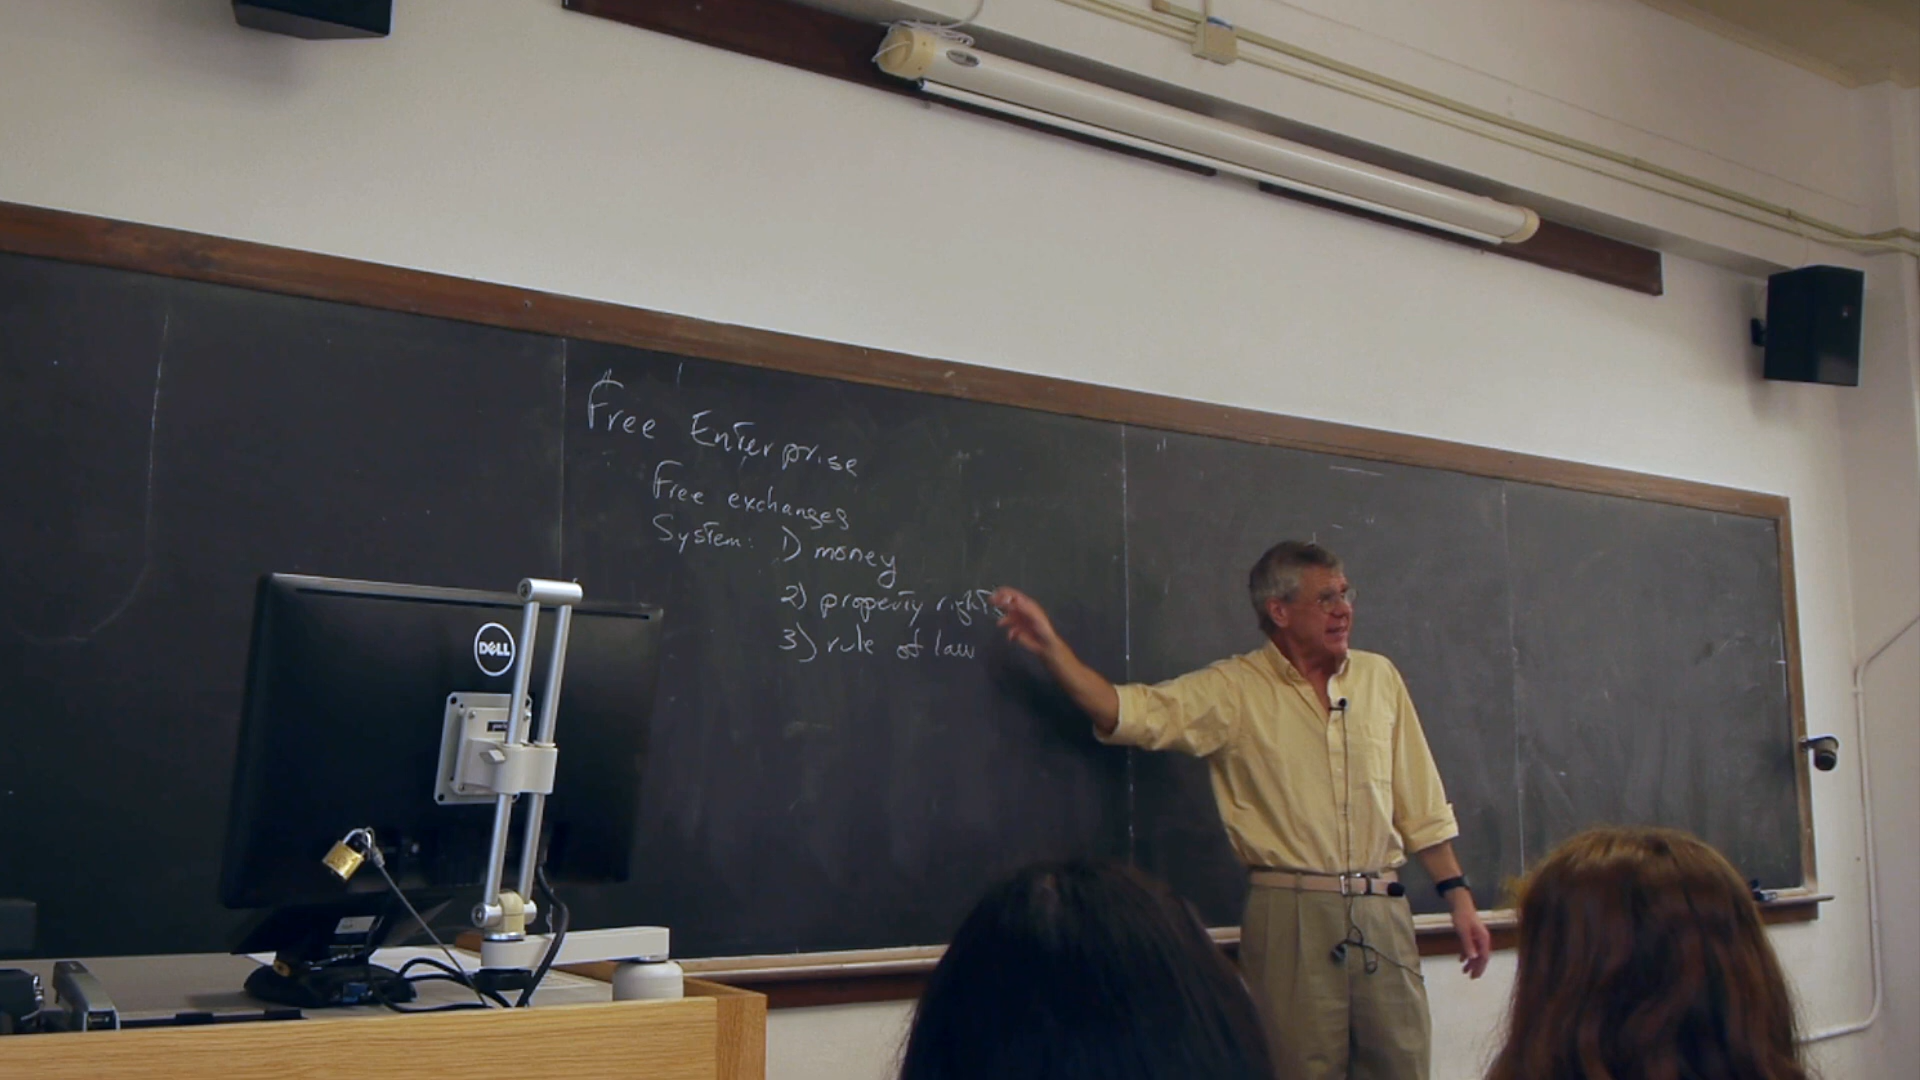 Free Enterprise
Free exchanges
System: 1) money
2) property rights
3) rule of law
DELL